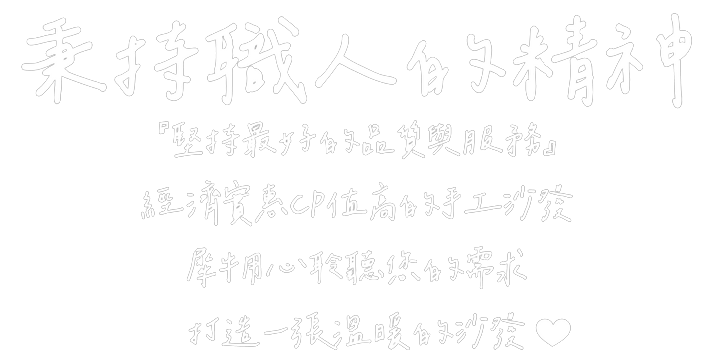 秉持職人的精神
『堅持最好的品質與服務』
經濟實惠CP值高的手工沙發
犀牛用心聆聽您的需求
打造一張溫暖的沙發♥